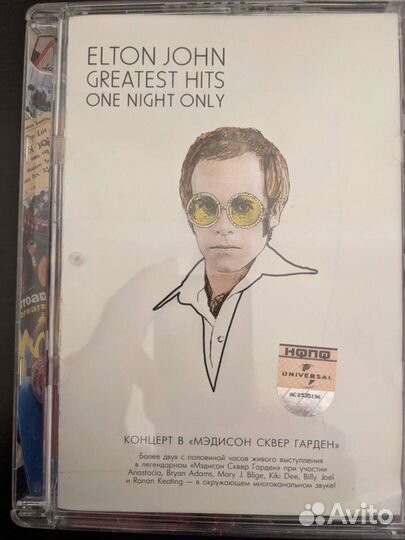 ELTON JOHN
GREATEST HITS
ONE NIGHT ONLY
НФПФ
UNIVERSAL
КОНЦЕРТ В «МЭДИСОН СКВЕР ГАРДЕН»
Более двух с половиной часов живого выступления
в легендарном «Мэдисон Сквер Гарден» при участии
Anastacia, Bryan Adams, Mary J. Blige, Kiki Dee, Billy Joel
и Ronan Keating — в окружающем многоканальном звуке!
Avito